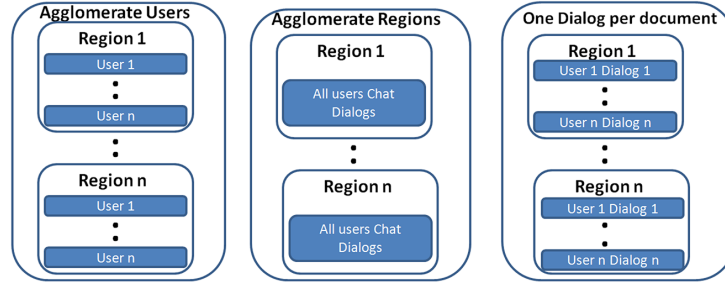 Agglomerate Users
Region 1
User 1
User n
Region n
User 1
User n
Agglomerate Regions
Region 1
All users Chat
Dialogs
Region n
All users Chat
Dialogs
One Dialog per document
Region 1
User 1 Dialog 1
User n Dialog n
Region n
User 1 Dialog 1
User n Dialog n